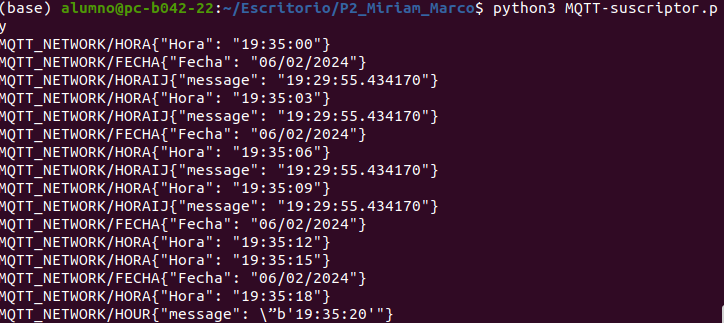 (base) alumno@pc-b042-22:~/Escritorio/P2_Miriam_Marco$ python3 MQTT-suscriptor.p
y
MQTT_NETWORK/HORA{"Hora": "19:35:00"}
MQTT_NETWORK/FECHA{"Fecha": "06/02/2024"}
MQTT_NETWORK/HORAIJ{"message": "19:29:55.434170"}
MQTT_NETWORK/HORA{"Hora": "19:35:03"}
MQTT_NETWORK/HORAIJ{"message": "19:29:55.434170"}
MQTT_NETWORK/FECHA{"Fecha": "06/02/2024"}
MQTT_NETWORK/HORA{"Hora": "19:35:06"}
MQTT_NETWORK/HORAIJ{"message": "19:29:55.434170"}
MQTT_NETWORK/HORA{"Hora": "19:35:09"}
MQTT_NETWORK/HORAIJ{"message": "19:29:55.434170"}
MQTT_NETWORK/FECHA{"Fecha": "06/02/2024"}
MQTT_NETWORK/HORA{"Hora": "19:35:12"}
MQTT_NETWORK/HORA{"Hora": "19:35:15"}
MQTT_NETWORK/FECHA{"Fecha": "06/02/2024"}
MQTT_NETWORK/HORA{"Hora": "19:35:18"}
MQTT_NETWORK/HOUR{"message": \”b'19:35:20'"}